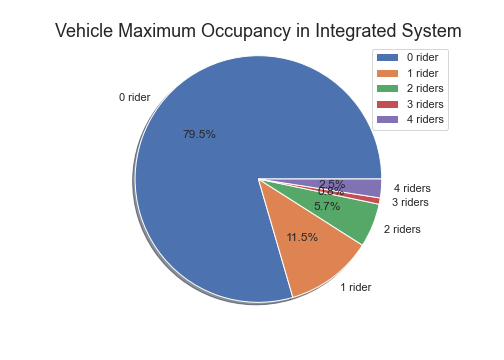 Vehicle Maximum Occupancy in Integrated System
0 rider
1 rider
2 riders
3 riders
4 riders
0 rider
79.5%
2.5%
0.8%
5.7%
11.5%
4 riders
3 riders
2 riders
1 rider